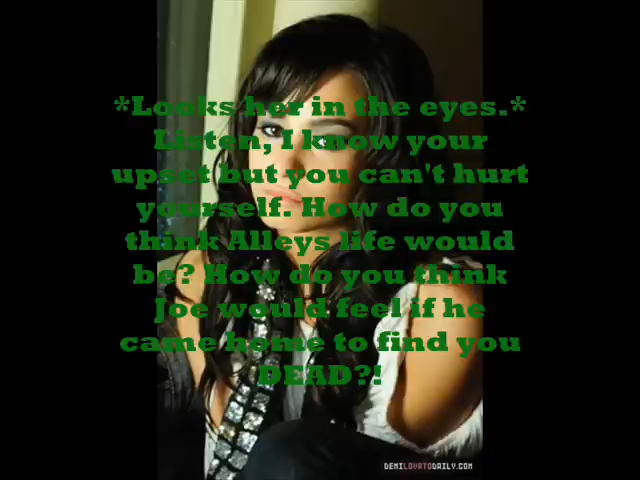 *Looks her in the eyes.*
Listen, I know your
upset but you can't hurt
yourself. How do you
think Alleys life would
be? How do you think
Joe would feel if he
came home to find you
DEAD?!
DEMILOVATODAILY.COM